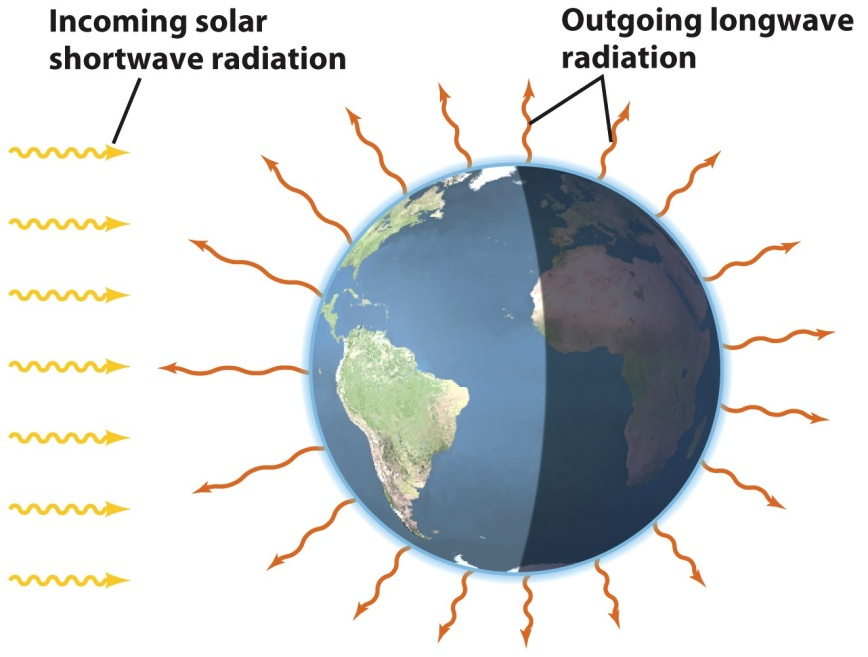 Incoming solar
shortwave radiation
Outgoing longwave
radiation